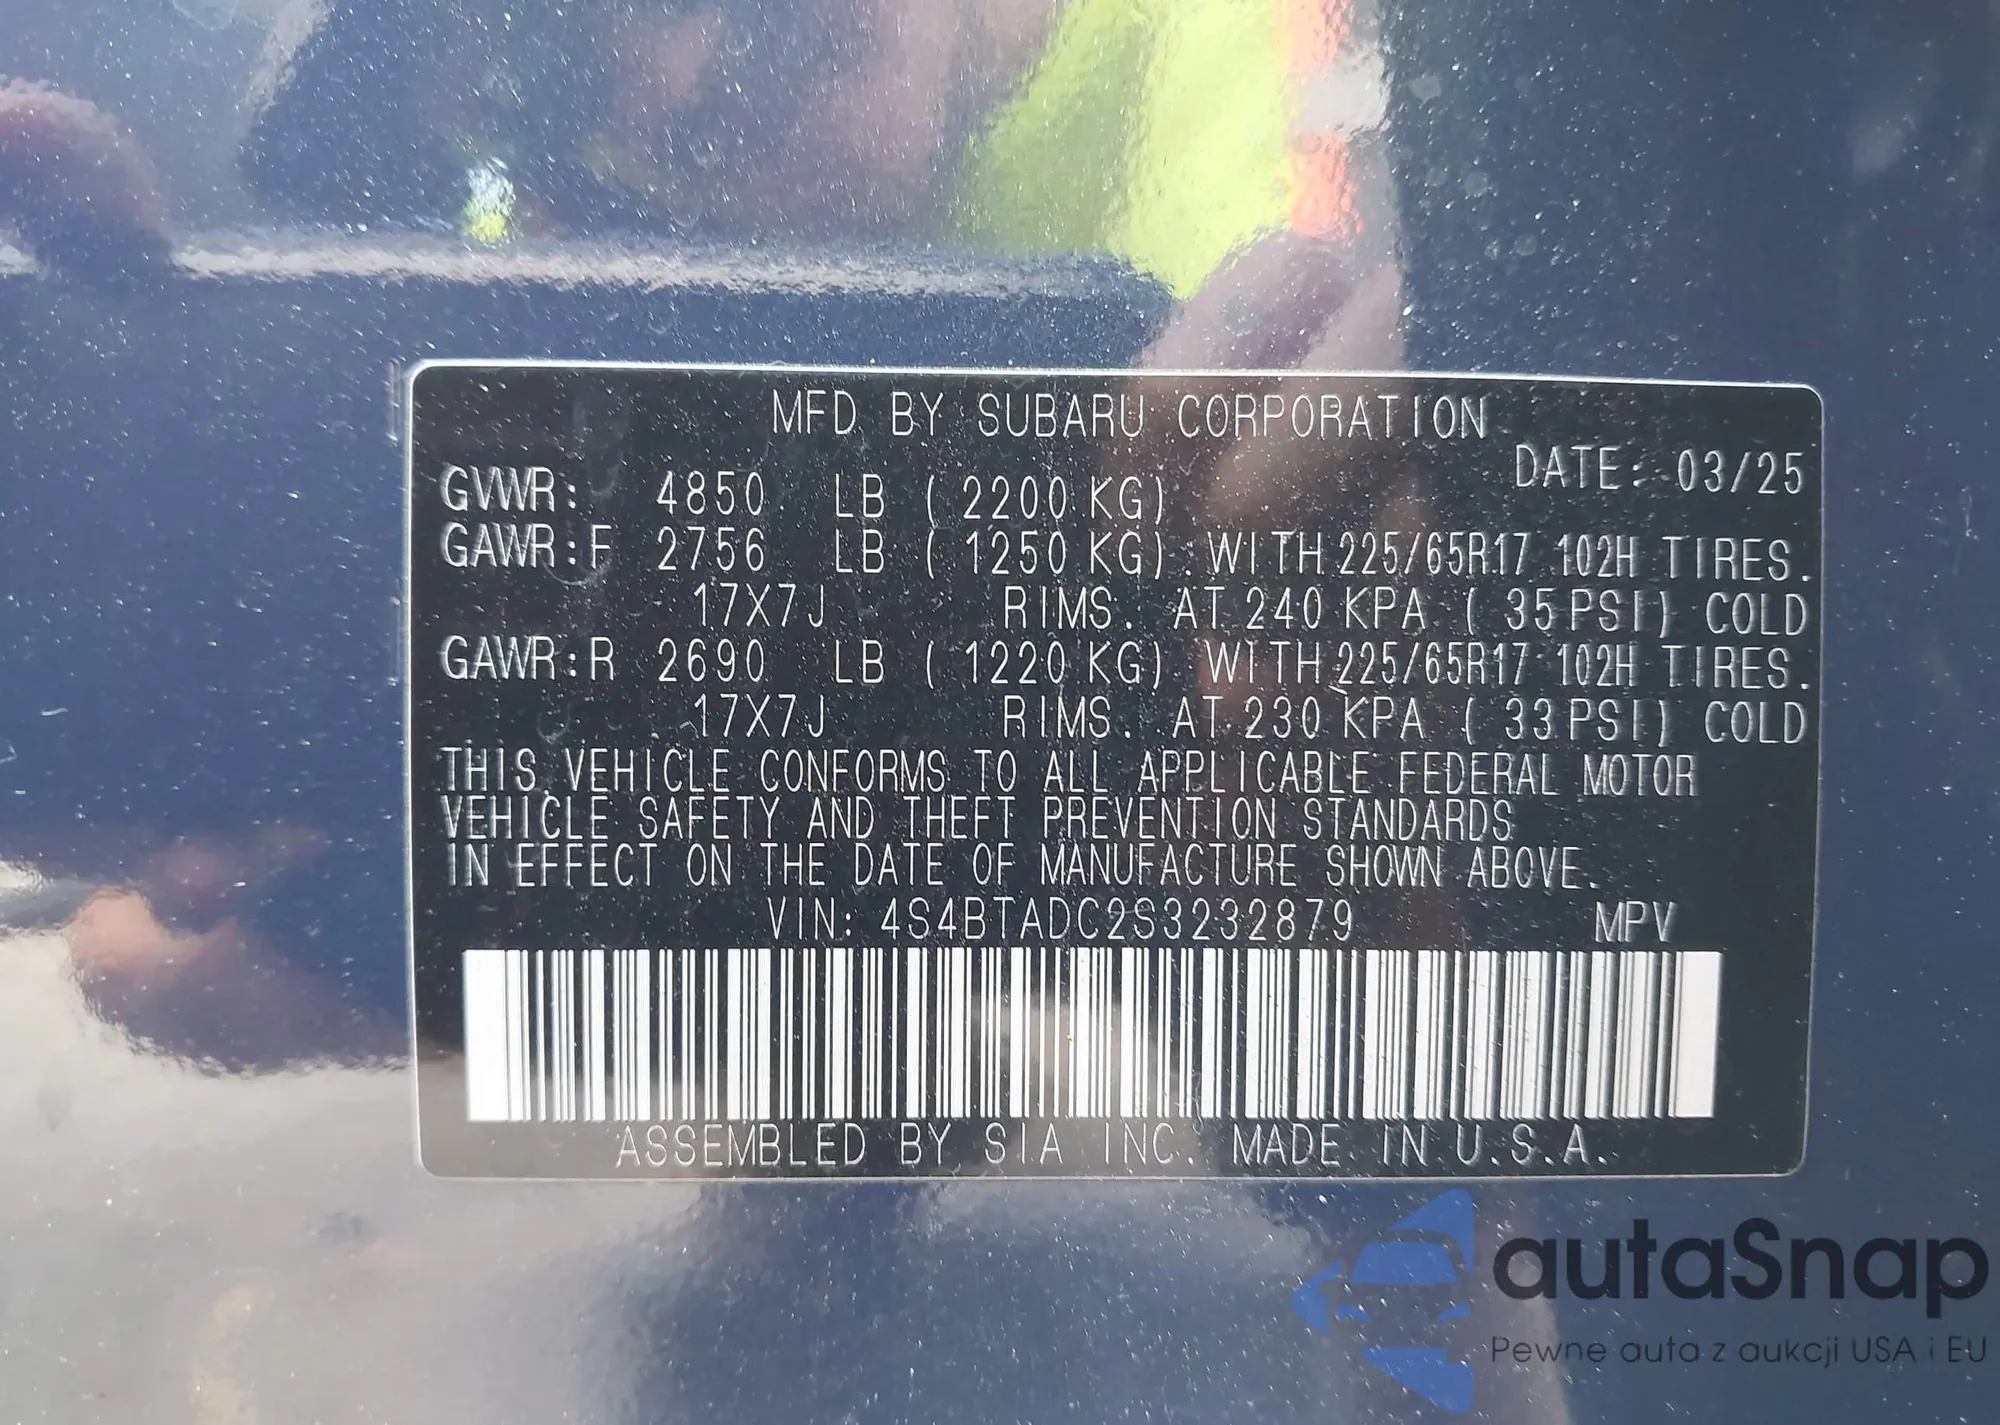 MFD BY SUBARU CORPORATION
DATE: 03/25
GVWR: 4850 LB ( 2200 KG)
GAWR:F 2756 LB ( 1250 KG) WITH 225/65R17 102H TIRES.
17X7J RIMS. AT 240 KPA ( 35 PSI) COLD
GAWR:R 2690 LB ( 1220 KG) WITH 225/65R17 102H TIRES.
17X7J RIMS. AT 230 KPA ( 33 PSI) COLD
THIS VEHICLE CONFORMS TO ALL APPLICABLE FEDERAL MOTOR
VEHICLE SAFETY AND THEFT PREVENTION STANDARDS
IN EFFECT ON THE DATE OF MANUFACTURE SHOWN ABOVE.
VIN: 4S4BTADC2S3232879 MPV
ASSEMBLED BY SIA INC. MADE IN U.S.A.
autaSnap
Pewne auta z aukcji USA i EU